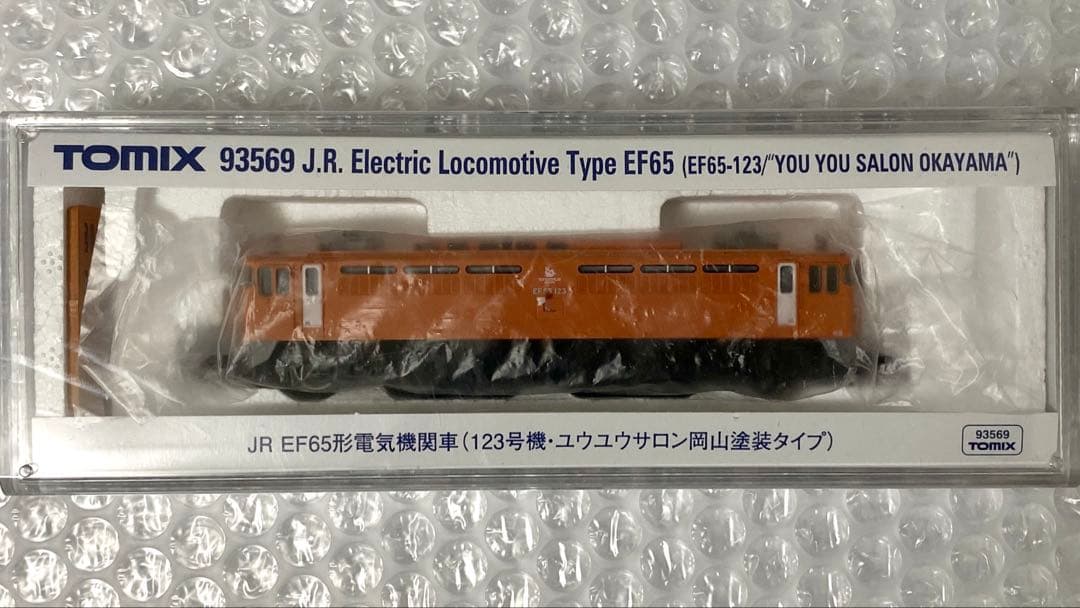 TOMIX 93569 J.R. Electric Locomotive Type EF65 (EF65-123/"YOU YOU SALON OKAYAMA")
EF65 123
JR EF65形電気機関車(123号機・ユウユウサロン岡山塗装タイプ)
93569
TOMIX